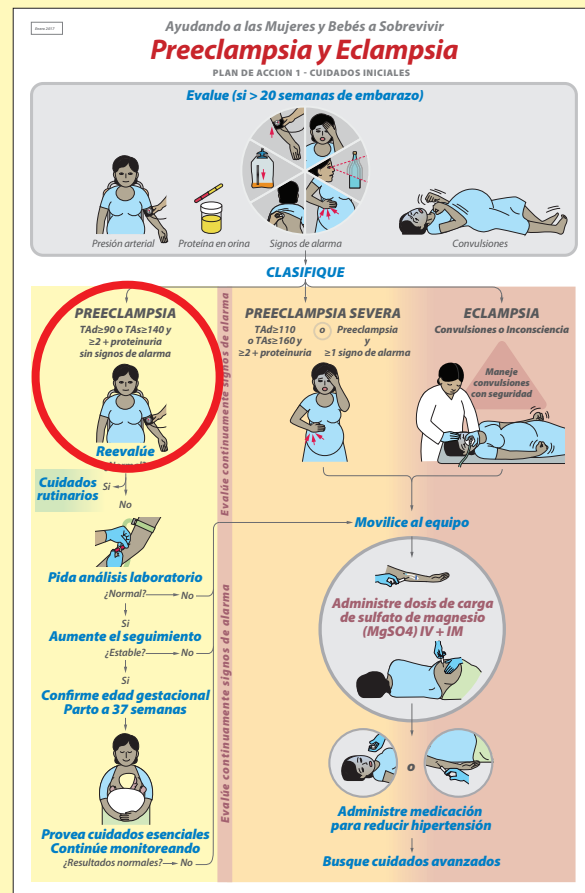 Enero 2017
Ayudando a las Mujeres y Bebés a Sobrevivir
Preeclampsia y Eclampsia
PLAN DE ACCION 1 - CUIDADOS INICIALES
Evalue (si > 20 semanas de embarazo)
Presión arterial
Proteína en orina
Signos de alarma
Convulsiones
CLASIFIQUE
PREECLAMPSIA
TAd≥90 o TAs≥140 y
≥2 + proteinuria
sin signos de alarma
Reevalúe
Cuidados
rutinarios
Si
No
Pida análisis laboratorio
¿Normal?
No
Si
Aumente el seguimiento
¿Estable?
No
Si
Confirme edad gestacional
Parto a 37 semanas
Provea cuidados esenciales
Continúe monitoreando
¿Resultados normales?
No
Evalúe continuamente signos de alarma
Evalúe continuamente signos de alarma
PREECLAMPSIA SEVERA
TAd≥110
o TAs≥160 y
≥2 + proteinuria
o
Preeclampsia
y
≥1 signo de alarma
ECLAMPSIA
Convulsiones o Inconsciencia
Maneje
convulsiones
con seguridad
Movilice al equipo
Administre dosis de carga
de sulfato de magnesio
(MgSO4) IV + IM
o
Administre medicación
para reducir hipertensión
Busque cuidados avanzados